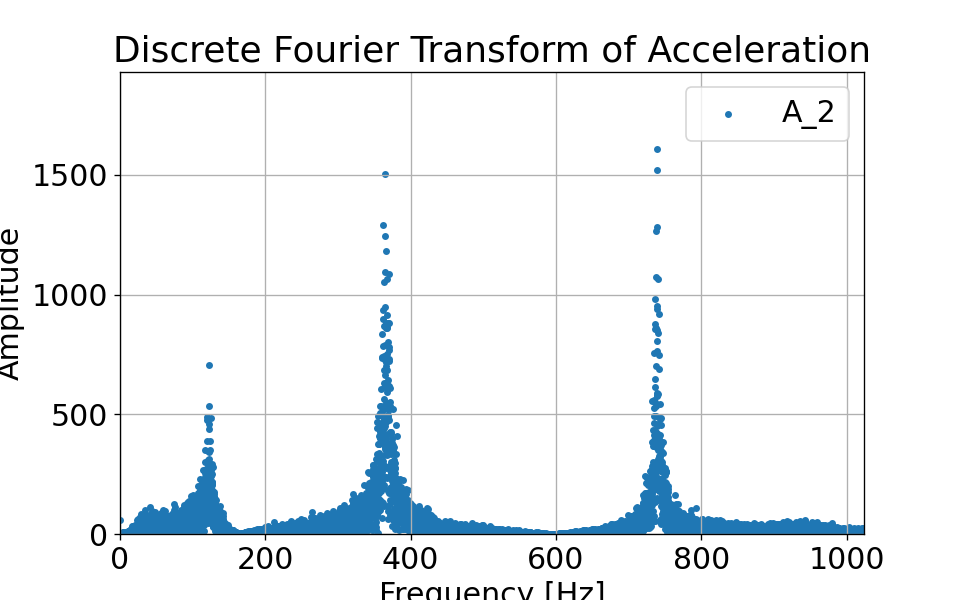 Discrete Fourier Transform of Acceleration
A_2
1500
1000
500
0
Amplitude
0 200 400 600 800 1000
Frequency [Hz]